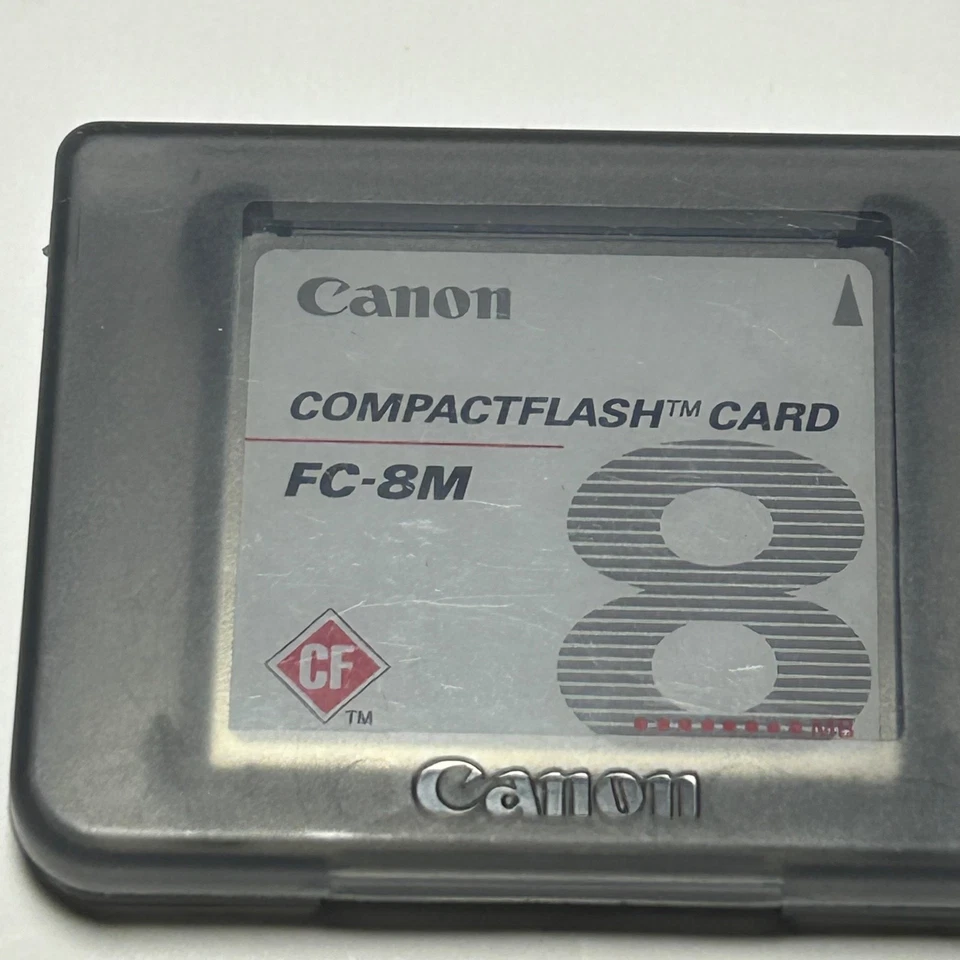 Canon
COMPACTFLASH™ CARD
FC-8M
8
CF
TM
MB
Canon